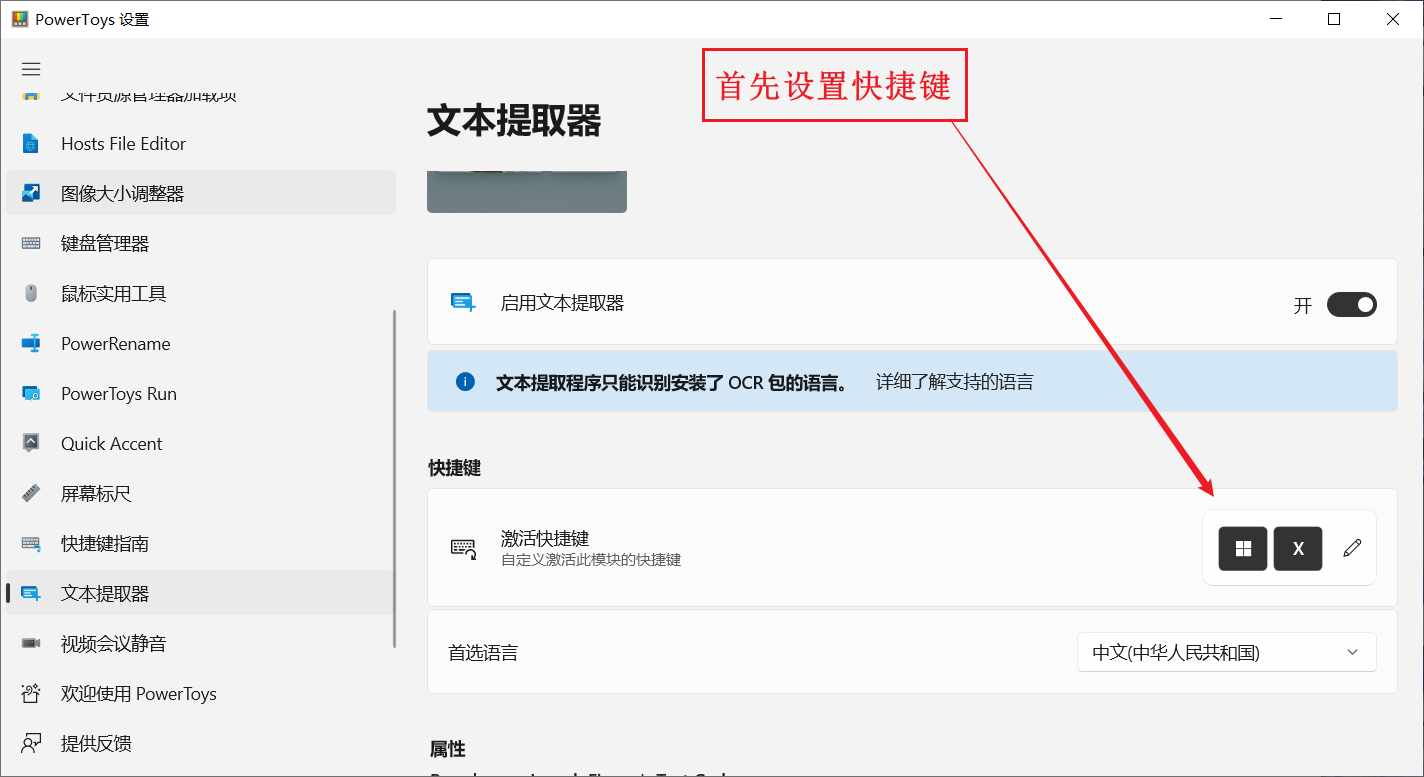 PowerToys 设置
首先设置快捷键
文件资源管理器加载项
Hosts File Editor
图像大小调整器
键盘管理器
鼠标实用工具
PowerRename
PowerToys Run
Quick Accent
屏幕标尺
快捷键指南
文本提取器
视频会议静音
欢迎使用 PowerToys
提供反馈
文本提取器
启用文本提取器
开
文本提取程序只能识别安装了 OCR 包的语言。 详细了解支持的语言
快捷键
激活快捷键
自定义激活此模块的快捷键
X
首选语言
中文(中华人民共和国)
属性